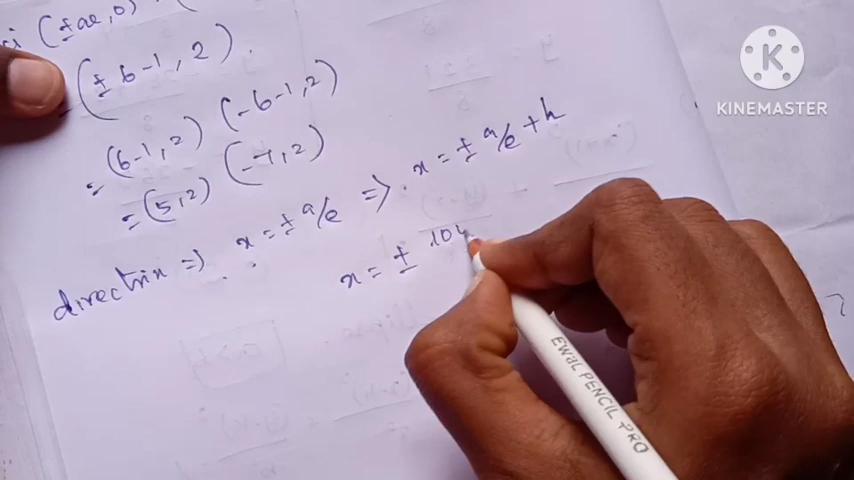 (±ae,0)
= (±6-1,2).
= (6-1,2) (-6-1,2)
= (5,2) (-7,2)
directrix ⇒ x = ± a/e ⇒ x = ± a/e + h
x = ±
KINEMASTER
EWAL PENCIL PRO